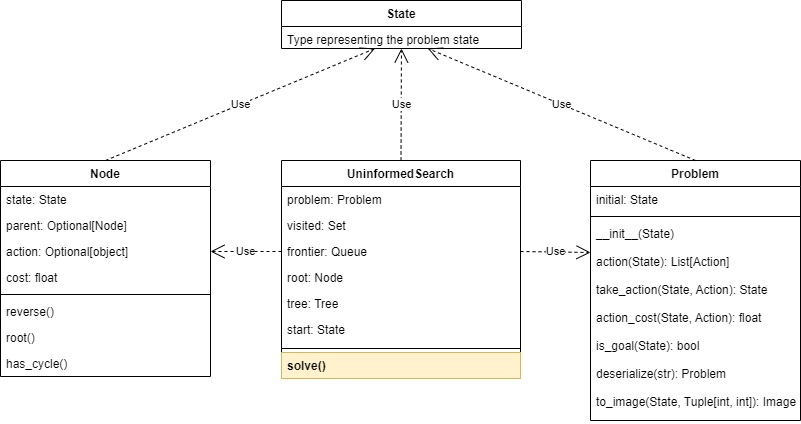 State
Type representing the problem state
Use
Use
Use
Node
state: State
parent: Optional[Node]
action: Optional[object]
cost: float
reverse()
root()
has_cycle()
Use
UninformedSearch
problem: Problem
visited: Set
frontier: Queue
root: Node
tree: Tree
start: State
solve()
Use
Problem
initial: State
__init__(State)
action(State): List[Action]
take_action(State, Action): State
action_cost(State, Action): float
is_goal(State): bool
deserialize(str): Problem
to_image(State, Tuple[int, int]): Image